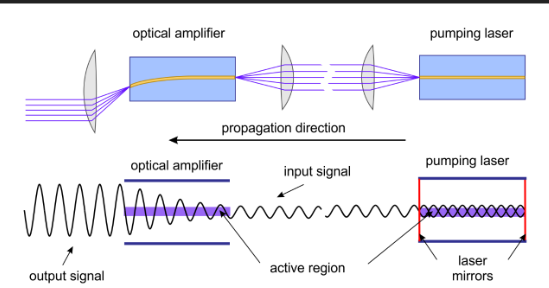 optical amplifier
pumping laser
propagation direction
optical amplifier
input signal
pumping laser
active region
laser
mirrors
output signal